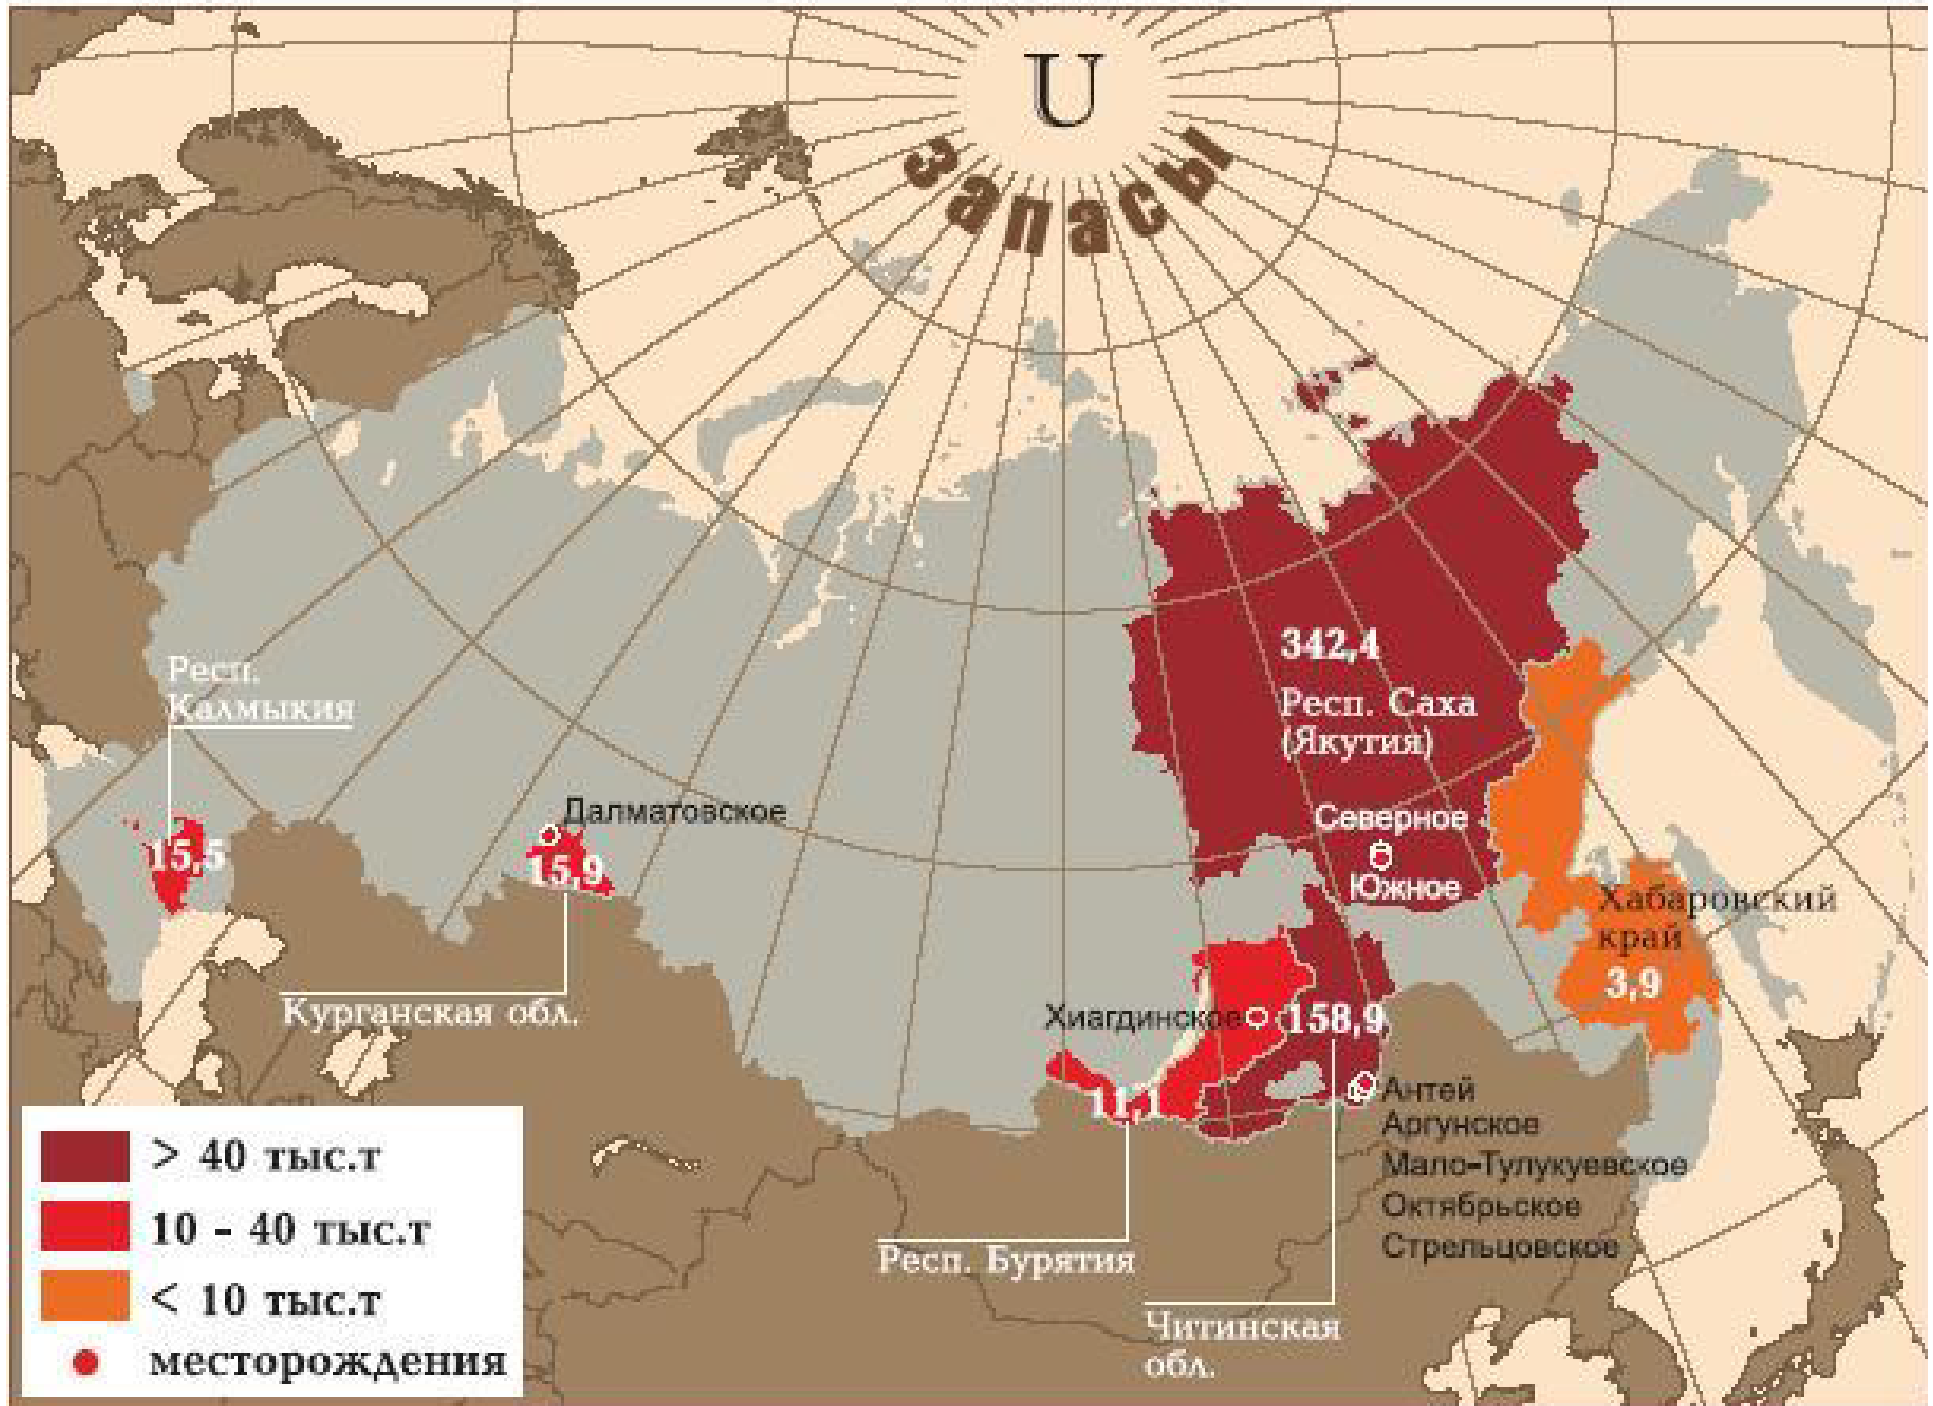 U
запасы
Респ.
Калмыкия
15,5
Далматовское
15,9
Курганская обл.
342,4
Респ. Саха
(Якутия)
Северное
Южное
Хабаровский
край
3,9
Хиагдинское
158,9
11,1
Антей
Аргунское
Мало-Тулукуевское
Октябрьское
Стрельцовское
Респ. Бурятия
Читинская
обл.
> 40 тыс.т
10 - 40 тыс.т
< 10 тыс.т
месторождения